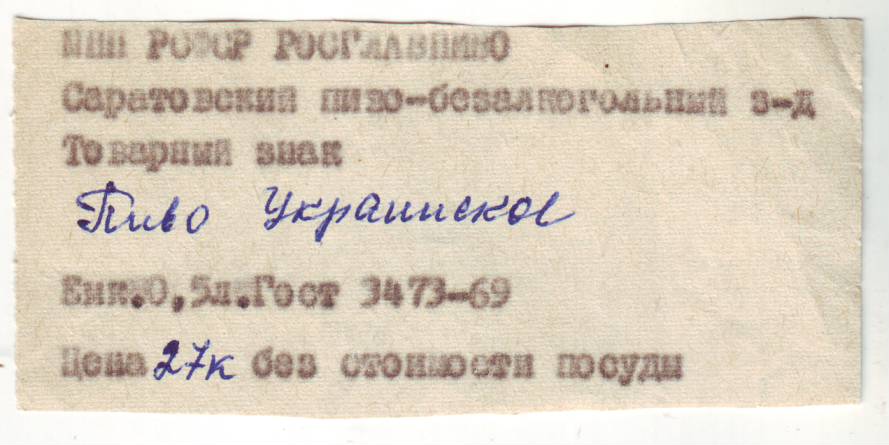 МПП РСФСР РОСГЛАВПИВО
Саратовский пиво-безалкогольный з-д
Товарный знак
Пиво Украинское
Емк.0,5л.Гост 3473-69
Цена 27к без стоимости посуды